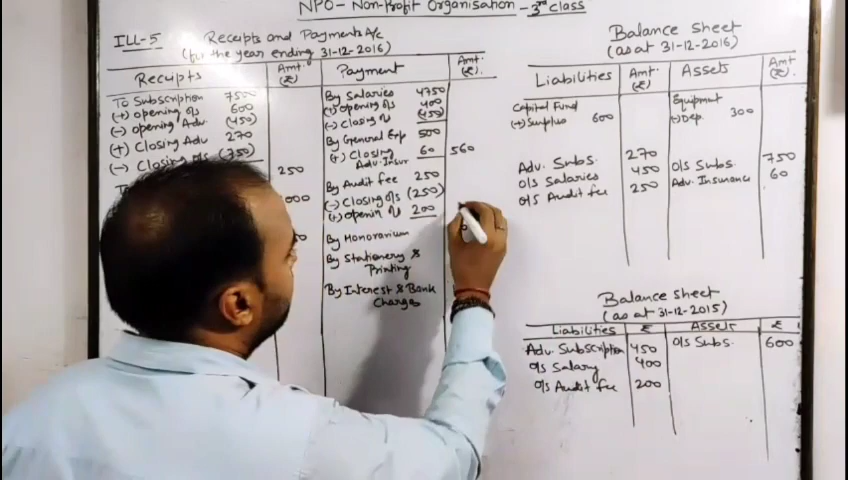 NPO - Non-Profit Organisation - 3rd Class
ILL-5 Receipts and Payments A/c
(for the year ending 31-12-2016)
Receipts Amt. (₹) Payment Amt. (₹).
To Subscription 7500
(+) opening o/s 600
(-) opening Adv. (450)
(+) Closing Adv 270
(-) Closing o/s (750)
250
By Salaries 4750
(+) Opening o/s 400
(-) Closing o/s (450)
By General Exp 500
(+) Closing 60 560
Adv. Insur
By Audit fee 250
(-) Closing o/s (250)
(+) openin o/s 200
By Honorarium
By Stationery &
Printing
By Interest & Bank
Charges
Balance sheet
(as at 31-12-2016)
Liabilities Amt. (₹) Assets Amt. (₹)
Capital Fund Equipment
(+) Surplus 600 (-) Dep. 300
Adv. Subs. 270 o/s Subs. 750
o/s Salaries 450 Adv. Insurance 60
o/s Audit fee 250
Balance sheet
(as at 31-12-2015)
Liabilities ₹ Assets ₹
Adv. Subscription 450 o/s Subs. 600
o/s Salary 400
o/s Audit fee 200